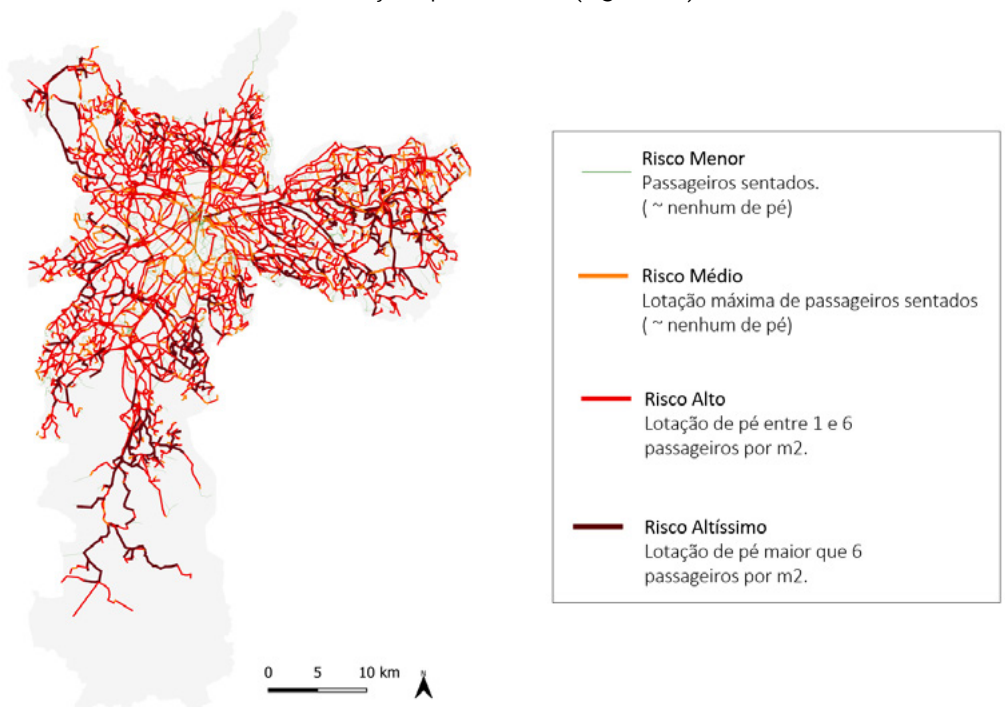 Risco Menor
Passageiros sentados.
( ~ nenhum de pé)
Risco Médio
Lotação máxima de passageiros sentados
( ~ nenhum de pé)
Risco Alto
Lotação de pé entre 1 e 6
passageiros por m2.
Risco Altíssimo
Lotação de pé maior que 6
passageiros por m2.
0 5 10 km
N